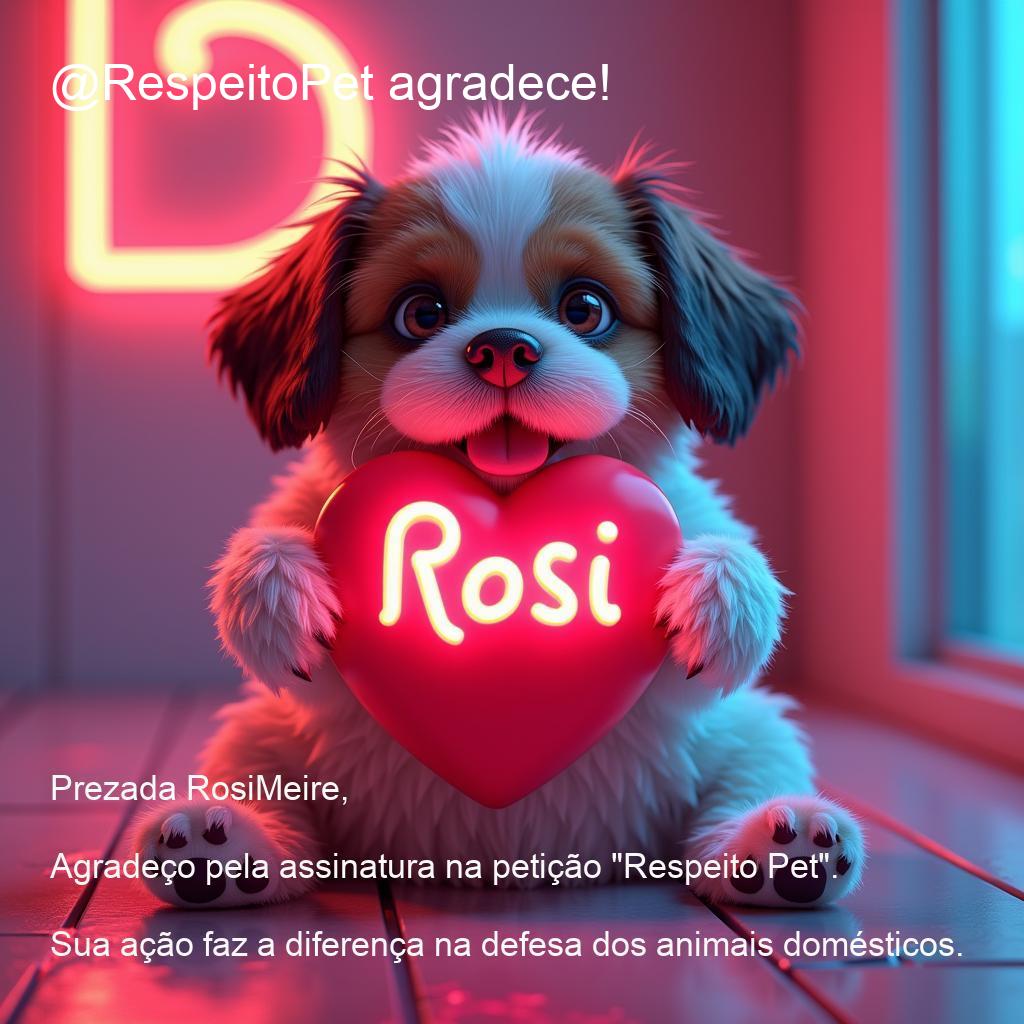 @RespeitoPet agradece!
Rosi
Prezada RosiMeire,
Agradeço pela assinatura na petição "Respeito Pet".
Sua ação faz a diferença na defesa dos animais domésticos.